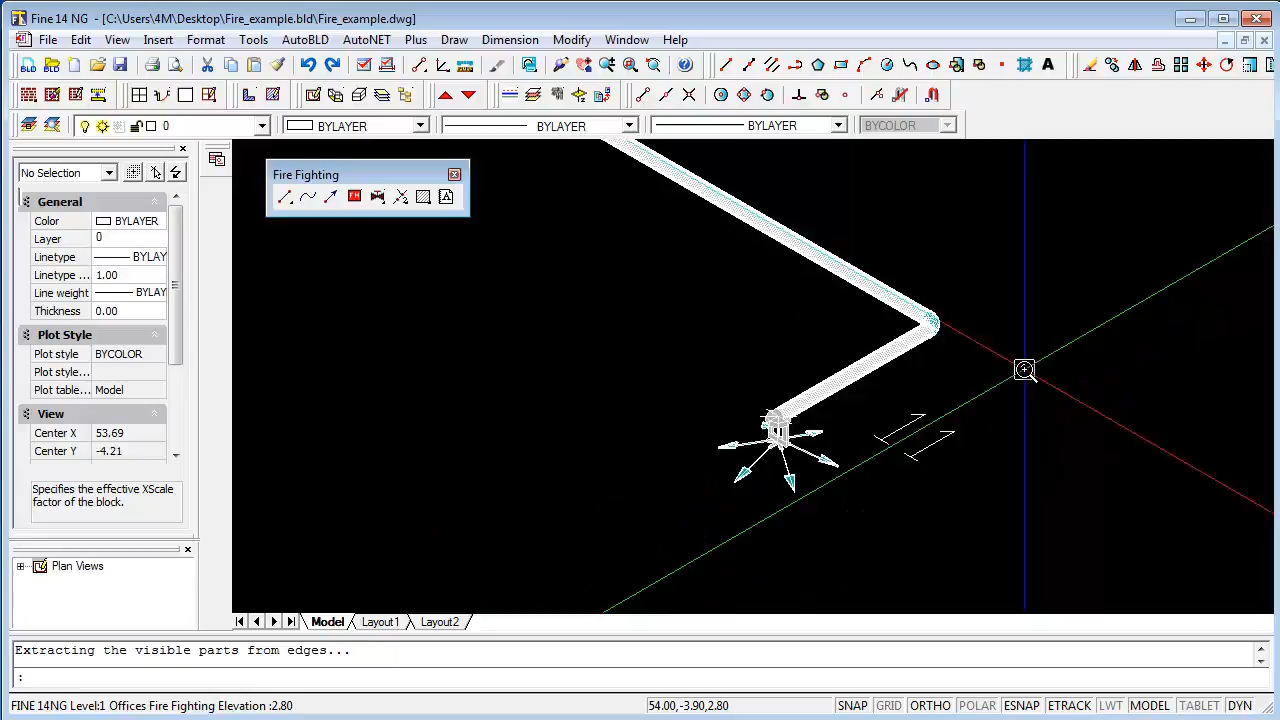 Fine 14 NG - [C:\Users\4M\Desktop\Fire_example.bld\Fire_example.dwg]
File Edit View Insert Format Tools AutoBLD AutoNET Plus Draw Dimension Modify Window Help
BLD BLD
A
0 BYLAYER BYLAYER BYLAYER BYCOLOR
No Selection
Fire Fighting
FH A
General
Color BYLAYER
Layer 0
Linetype BYLAY
Linetype ... 1.00
Line weight BYLAY
Thickness 0.00
Plot Style
Plot style BYCOLOR
Plot style...
Plot table... Model
View
Center X 53.69
Center Y -4.21
Specifies the effective XScale
factor of the block.
Plan Views
Model Layout1 Layout2
Extracting the visible parts from edges...
:
FINE 14NG Level:1 Offices Fire Fighting Elevation :2.80 54.00,-3.90,2.80 SNAP GRID ORTHO POLAR ESNAP ETRACK LWT MODEL TABLET DYN